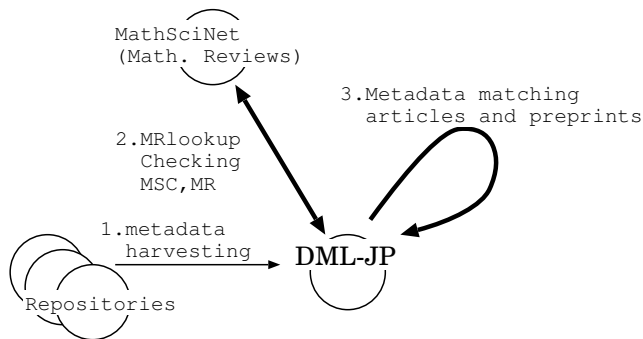 MathSciNet
(Math. Reviews)
3.Metadata matching
articles and preprints
2.MRlookup
Checking
MSC,MR
1.metadata
harvesting
DML-JP
Repositories